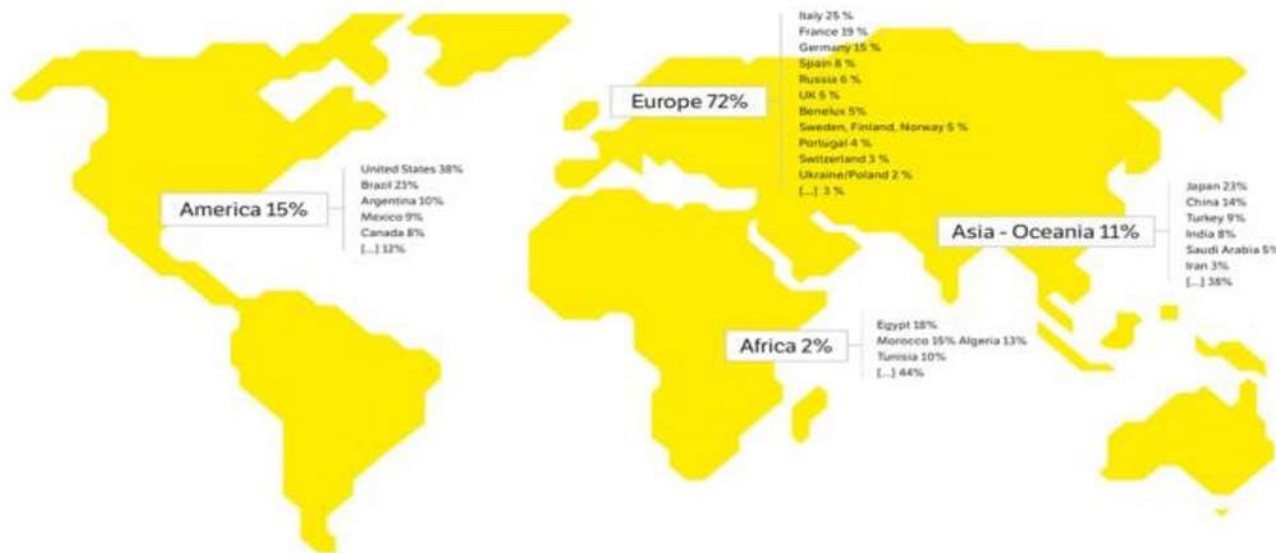 Europe 72%
Italy 25 %
France 19 %
Germany 15 %
Spain 8 %
Russia 6 %
UK 5 %
Benelux 5%
Sweden, Finland, Norway 5 %
Portugal 4 %
Switzerland 3 %
Ukraine/Poland 2 %
[...] 3 %
America 15%
United States 38%
Brazil 23%
Argentina 10%
Mexico 9%
Canada 8%
[...] 12%
Asia - Oceania 11%
Japan 23%
China 14%
Turkey 9%
India 8%
Saudi Arabia 5%
Iran 3%
[...] 38%
Africa 2%
Egypt 18%
Morocco 15% Algeria 13%
Tunisia 10%
[...] 44%